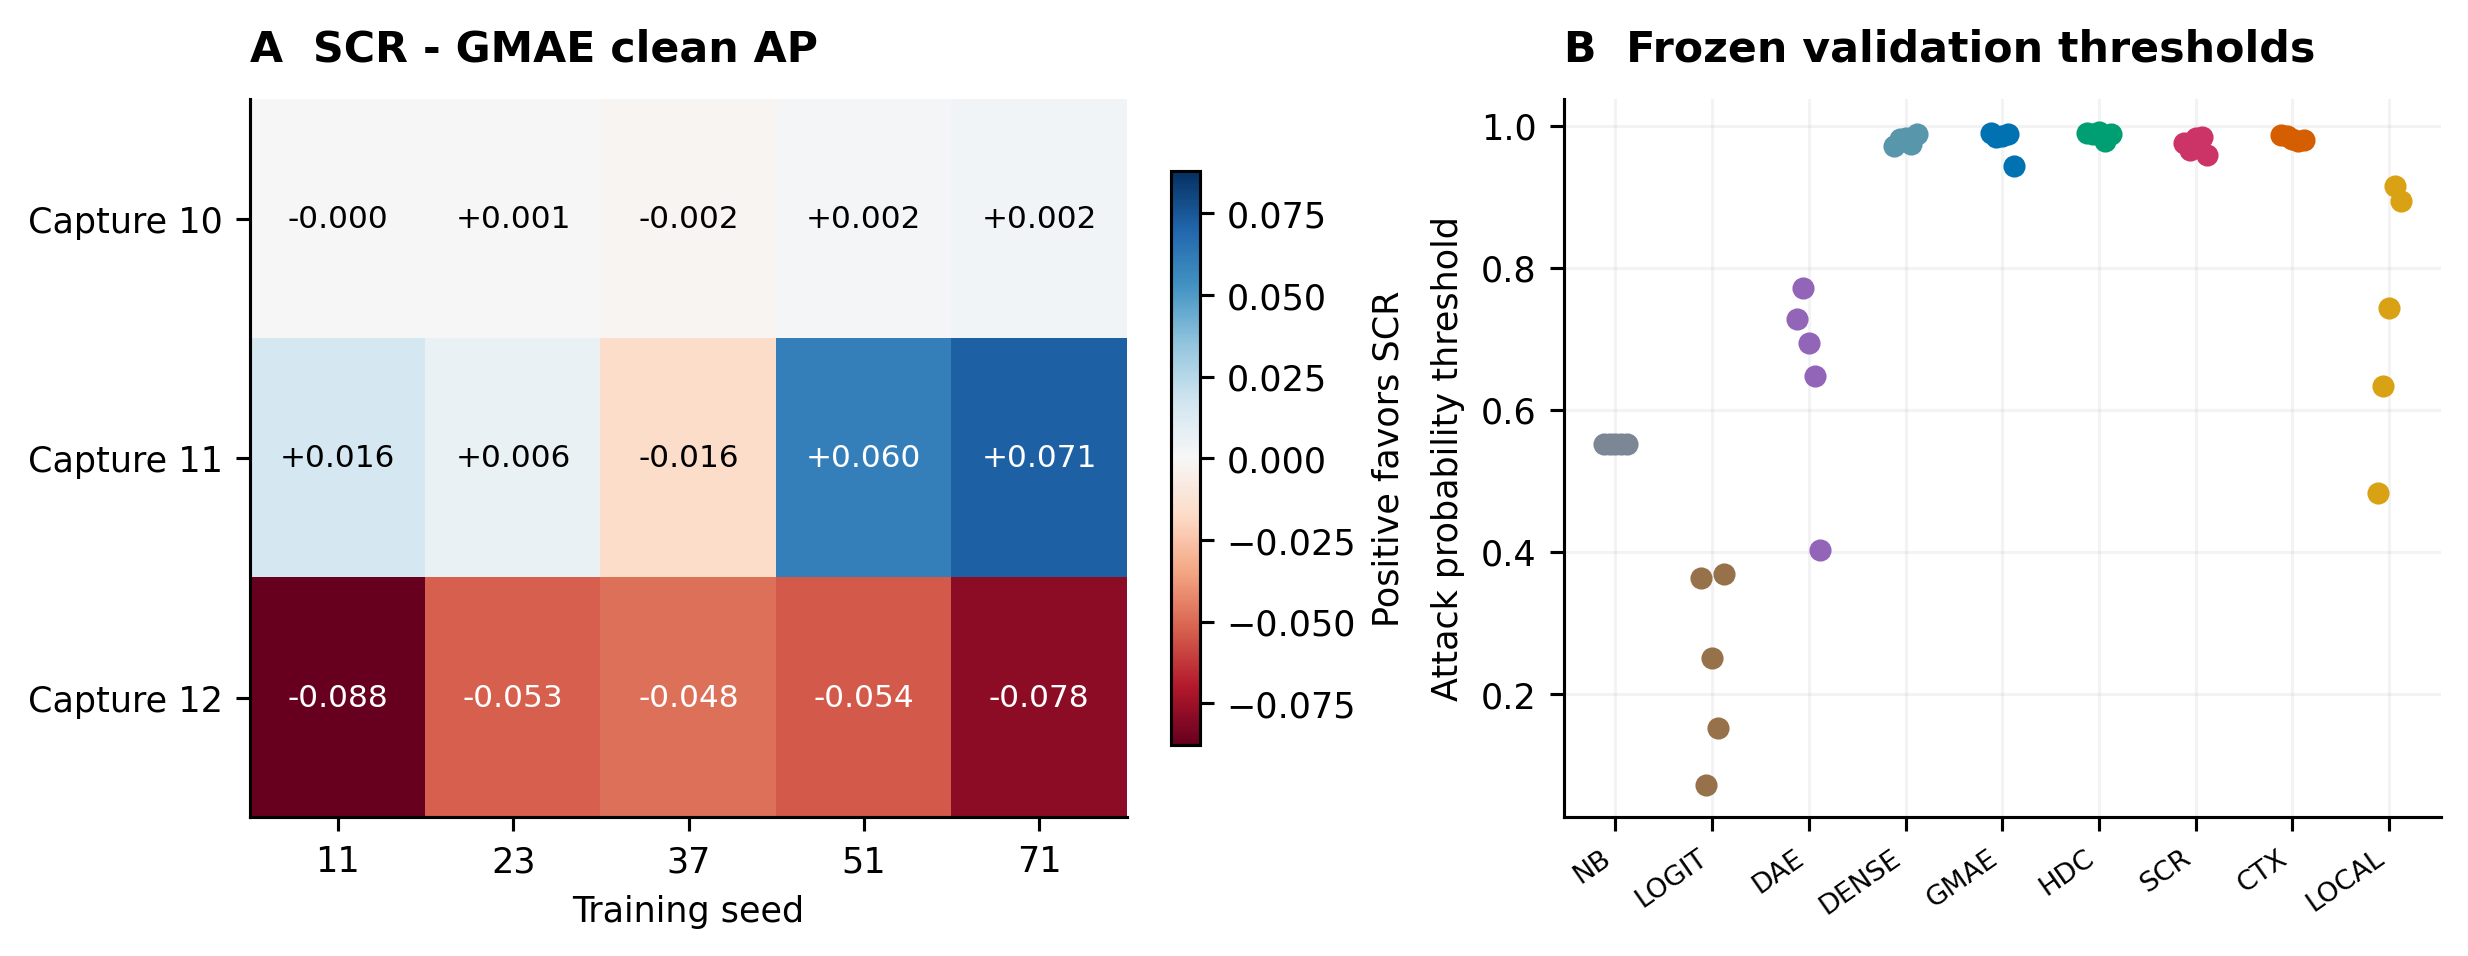 A SCR - GMAE clean AP
Capture 10
-0.000 +0.001 -0.002 +0.002 +0.002
Capture 11
+0.016 +0.006 -0.016 +0.060 +0.071
Capture 12
-0.088 -0.053 -0.048 -0.054 -0.078
11 23 37 51 71
Training seed
0.075
0.050
0.025
0.000
−0.025
−0.050
−0.075
Positive favors SCR
B Frozen validation thresholds
Attack probability threshold
1.0
0.8
0.6
0.4
0.2
NB LOGIT DAE DENSE GMAE HDC SCR CTX LOCAL